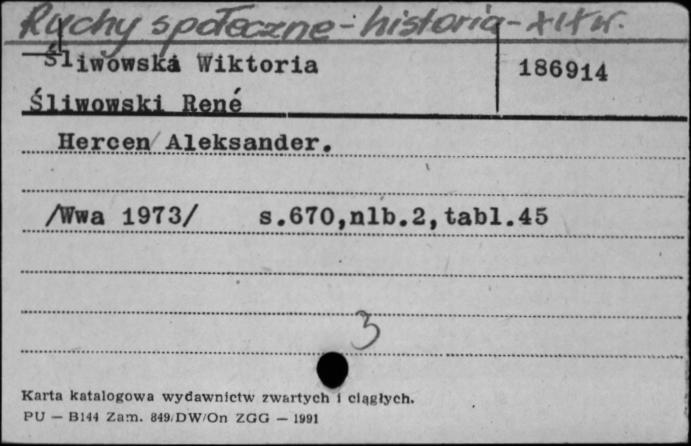 Ruchy społeczne - historia - XIX w.
Śliwowska Wiktoria 186914
Śliwowski René
Hercen Aleksander.
/Wwa 1973/ s.670,nlb.2,tabl.45
3
Karta katalogowa wydawnictw zwartych i ciągłych.
PU — B144 Zam. 849/DW/On ZGG — 1991